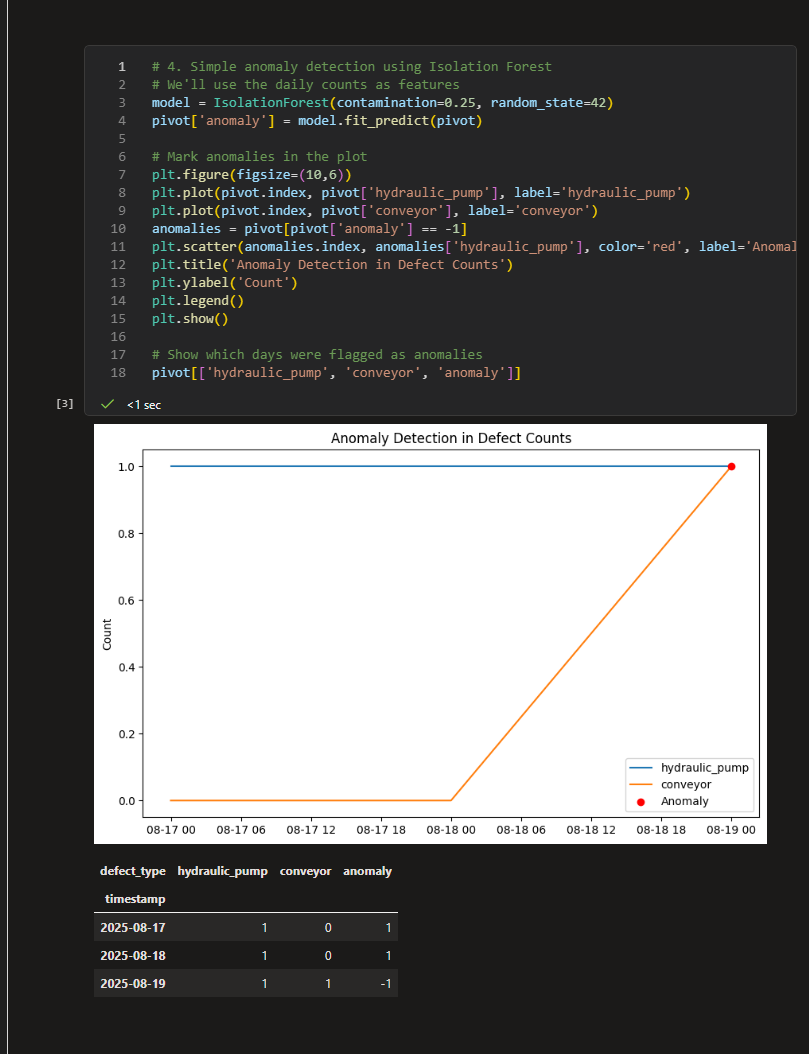 1 # 4. Simple anomaly detection using Isolation Forest
2 # We'll use the daily counts as features
3 model = IsolationForest(contamination=0.25, random_state=42)
4 pivot['anomaly'] = model.fit_predict(pivot)
5
6 # Mark anomalies in the plot
7 plt.figure(figsize=(10,6))
8 plt.plot(pivot.index, pivot['hydraulic_pump'], label='hydraulic_pump')
9 plt.plot(pivot.index, pivot['conveyor'], label='conveyor')
10 anomalies = pivot[pivot['anomaly'] == -1]
11 plt.scatter(anomalies.index, anomalies['hydraulic_pump'], color='red', label='Anomal
12 plt.title('Anomaly Detection in Defect Counts')
13 plt.ylabel('Count')
14 plt.legend()
15 plt.show()
16
17 # Show which days were flagged as anomalies
18 pivot[['hydraulic_pump', 'conveyor', 'anomaly']]
[3] <1 sec
Anomaly Detection in Defect Counts
1.0
0.8
0.6
Count
0.4
0.2
0.0
hydraulic_pump
conveyor
Anomaly
08-17 00 08-17 06 08-17 12 08-17 18 08-18 00 08-18 06 08-18 12 08-18 18 08-19 00
defect_type hydraulic_pump conveyor anomaly
timestamp
2025-08-17 1 0 1
2025-08-18 1 0 1
2025-08-19 1 1 -1